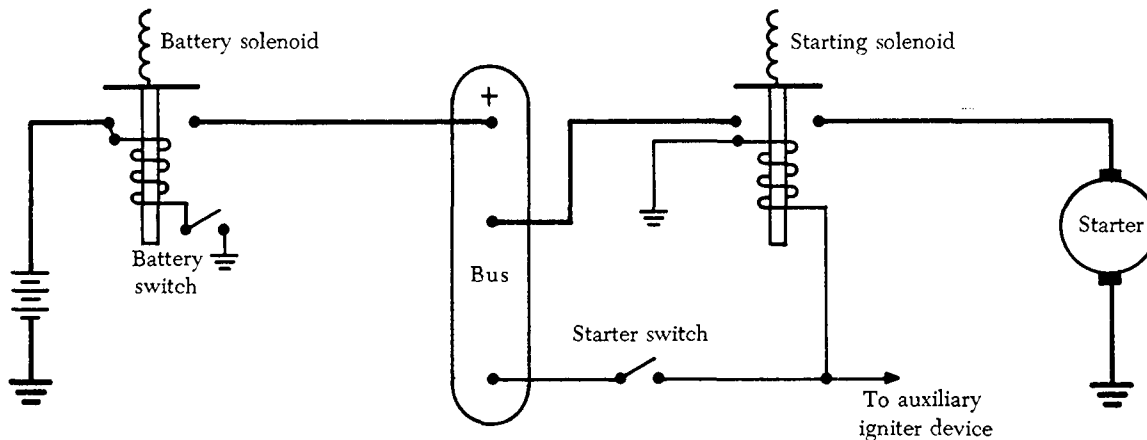 Battery solenoid
Starting solenoid
+
Battery
switch
Bus
Starter
Starter switch
To auxiliary
igniter device